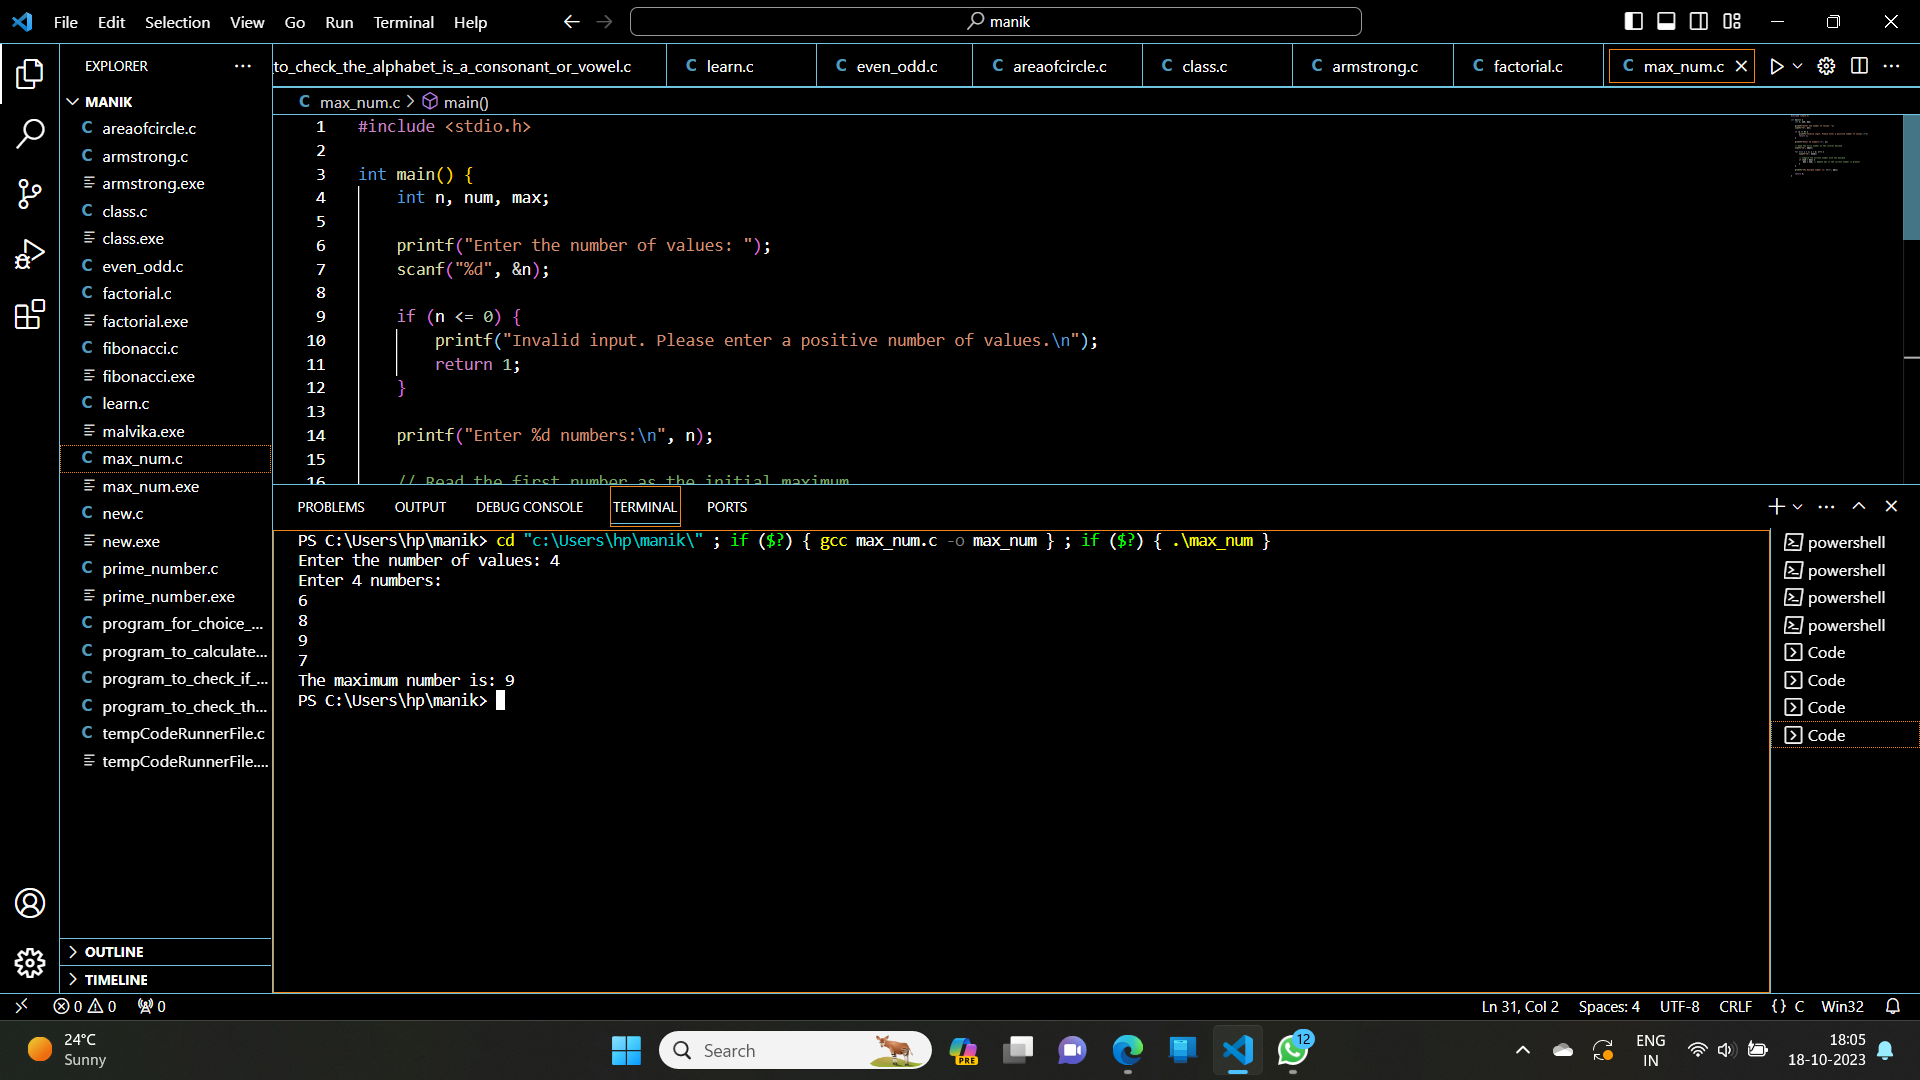 File Edit Selection View Go Run Terminal Help
manik
EXPLORER
to_check_the_alphabet_is_a_consonant_or_vowel.c
C learn.c
C even_odd.c
C areaofcircle.c
C class.c
C armstrong.c
C factorial.c
C max_num.c
MANIK
C areaofcircle.c
C armstrong.c
armstrong.exe
C class.c
class.exe
C even_odd.c
C factorial.c
factorial.exe
C fibonacci.c
fibonacci.exe
C learn.c
malvika.exe
C max_num.c
max_num.exe
C new.c
new.exe
C prime_number.c
prime_number.exe
C program_for_choice_...
C program_to_calculate...
C program_to_check_if_...
C program_to_check_th...
C tempCodeRunnerFile.c
tempCodeRunnerFile....
OUTLINE
TIMELINE
C max_num.c > main()
1 #include <stdio.h>
2
3 int main() {
4     int n, num, max;
5
6     printf("Enter the number of values: ");
7     scanf("%d", &n);
8
9     if (n <= 0) {
10         printf("Invalid input. Please enter a positive number of values.\n");
11         return 1;
12     }
13
14     printf("Enter %d numbers:\n", n);
15
16     // Read the first number as the initial maximum
PROBLEMS OUTPUT DEBUG CONSOLE TERMINAL PORTS
PS C:\Users\hp\manik> cd "c:\Users\hp\manik\" ; if ($?) { gcc max_num.c -o max_num } ; if ($?) { .\max_num }
Enter the number of values: 4
Enter 4 numbers:
6
8
9
7
The maximum number is: 9
PS C:\Users\hp\manik>
powershell
powershell
powershell
powershell
Code
Code
Code
Code
0 0 0
Ln 31, Col 2 Spaces: 4 UTF-8 CRLF {} C Win32
24°C
Sunny
Search
PRE
12
ENG
IN
18:05
18-10-2023